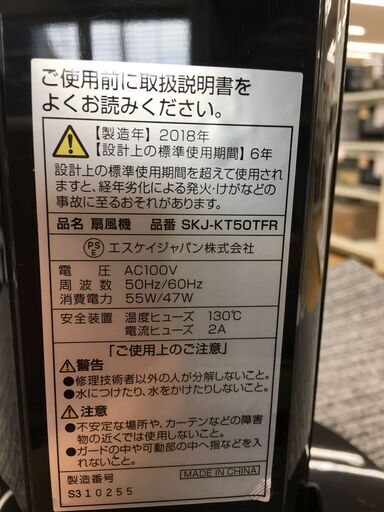 ご使用前に取扱説明書を
よくお読みください。
【製造年】2018年
【設計上の標準使用期間】6年
設計上の標準使用期間を超えて使用され
ますと、経年劣化による発火・けがなどの
事故に至るおそれがあります。
品名 扇風機 品番 SKJ-KT50TFR
PSE エスケイジャパン株式会社
電圧 AC100V
周波数 50Hz/60Hz
消費電力 55W/47W
安全装置 温度ヒューズ 130℃
電流ヒューズ 2A
「ご使用上のご注意」
警告
●修理技術者以外の人が分解しないこと。
●水につけたり、水をかけたりしないこと。
注意
●不安定な場所や、カーテンなどの障害
物の近くでは使用しないこと。
●ガードの中や可動部の中へ指などを入
れないこと。
製造番号 MADE IN CHINA
S310255